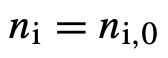 n_i = n_{i,0}